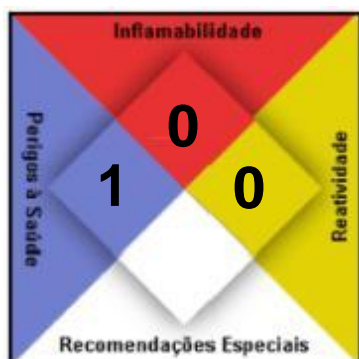 Inflamabilidade
0
Perigos à Saúde
1
0
Reatividade
Recomendações Especiais